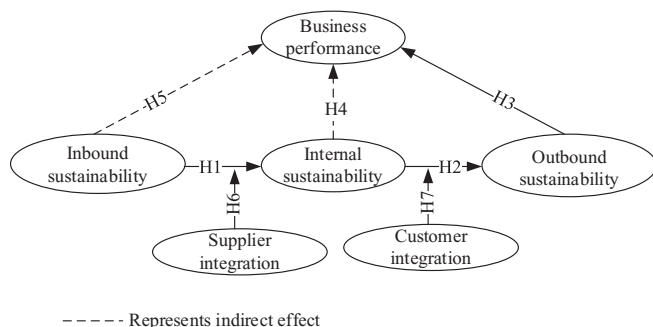 Business
performance
H5
H4
H3
Inbound
sustainability
H1
Internal
sustainability
H2
Outbound
sustainability
H6
H7
Supplier
integration
Customer
integration
Represents indirect effect